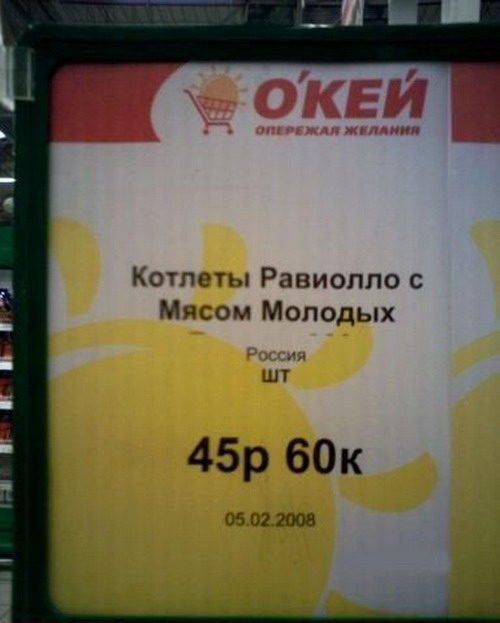 О'КЕЙ
ОПЕРЕЖАЯ ЖЕЛАНИЯ
Котлеты Равиолло с
Мясом Молодых
Россия
шт
45р 60к
05.02.2008